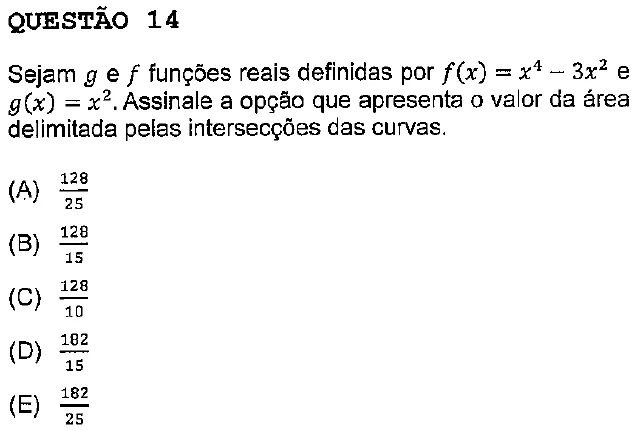 QUESTÃO 14
Sejam g e f funções reais definidas por f(x) = x⁴ − 3x² e
g(x) = x². Assinale a opção que apresenta o valor da área
delimitada pelas intersecções das curvas.
(A) 128/25
(B) 128/15
(C) 128/10
(D) 182/15
(E) 182/25